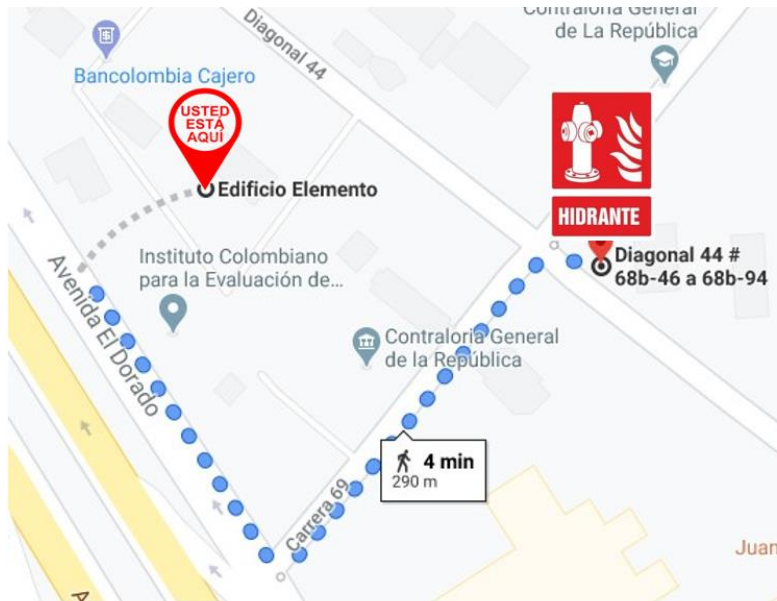 Contraloría General
de La República
Diagonal 44
Bancolombia Cajero
USTED
ESTÁ
AQUÍ
Edificio Elemento
HIDRANTE
Diagonal 44 #
68b-46 a 68b-94
Instituto Colombiano
para la Evaluación de...
Avenida El Dorado
Contraloria General
de la República
4 min
290 m
Carrera 69
Juan
A